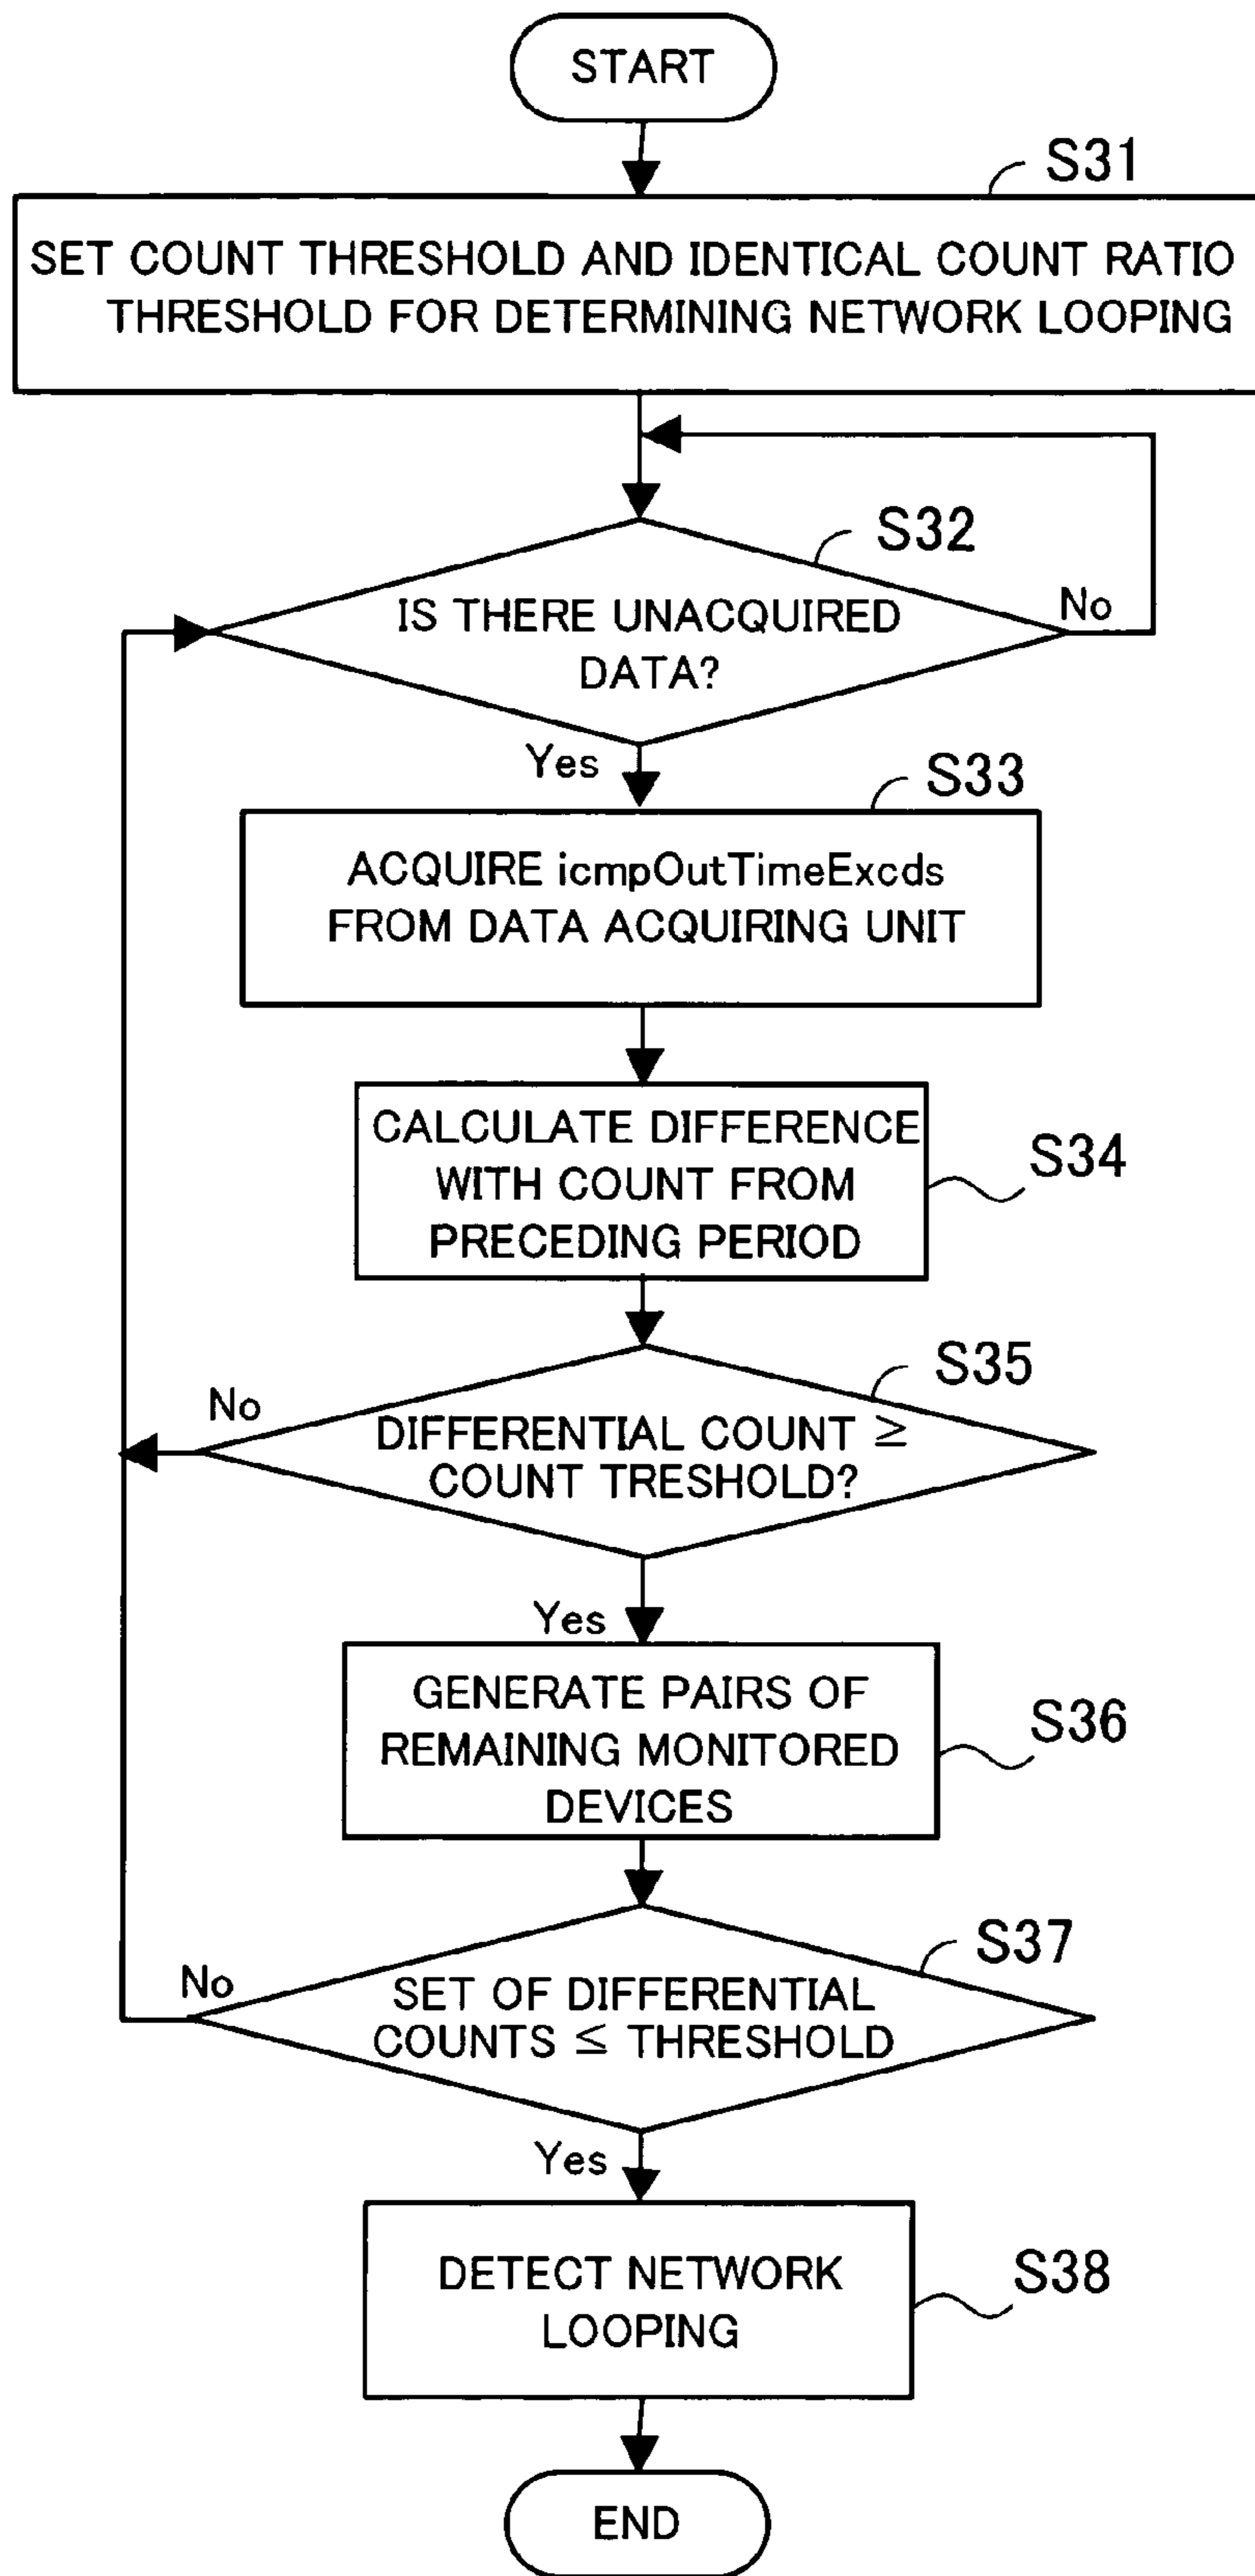 START
S31
SET COUNT THRESHOLD AND IDENTICAL COUNT RATIO
THRESHOLD FOR DETERMINING NETWORK LOOPING
S32
IS THERE UNACQUIRED
DATA?
No
Yes
S33
ACQUIRE icmpOutTimeExcds
FROM DATA ACQUIRING UNIT
CALCULATE DIFFERENCE
WITH COUNT FROM
PRECEDING PERIOD
S34
S35
No
DIFFERENTIAL COUNT ≥
COUNT TRESHOLD?
Yes
GENERATE PAIRS OF
REMAINING MONITORED
DEVICES
S36
S37
No
SET OF DIFFERENTIAL
COUNTS ≤ THRESHOLD
Yes
DETECT NETWORK
LOOPING
S38
END